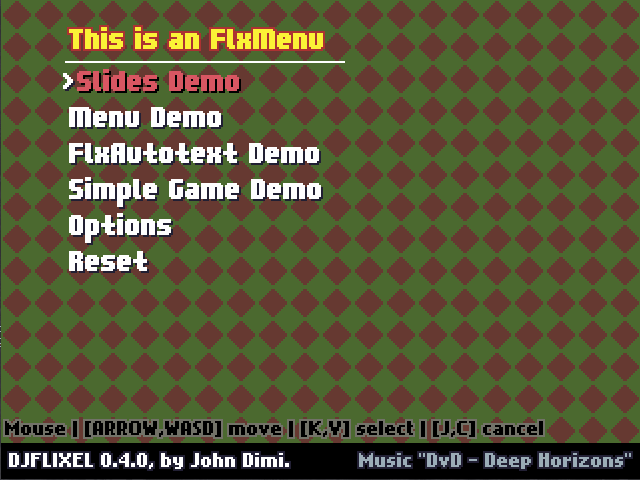 This is an FlxMenu
>Slides Demo
Menu Demo
FlxAutotext Demo
Simple Game Demo
Options
Reset
Mouse | [ARROW,WASD] move | [K,V] select | [J,C] cancel
DJFLIXEL 0.4.0, by John Dimi. Music "DvD - Deep Horizons"